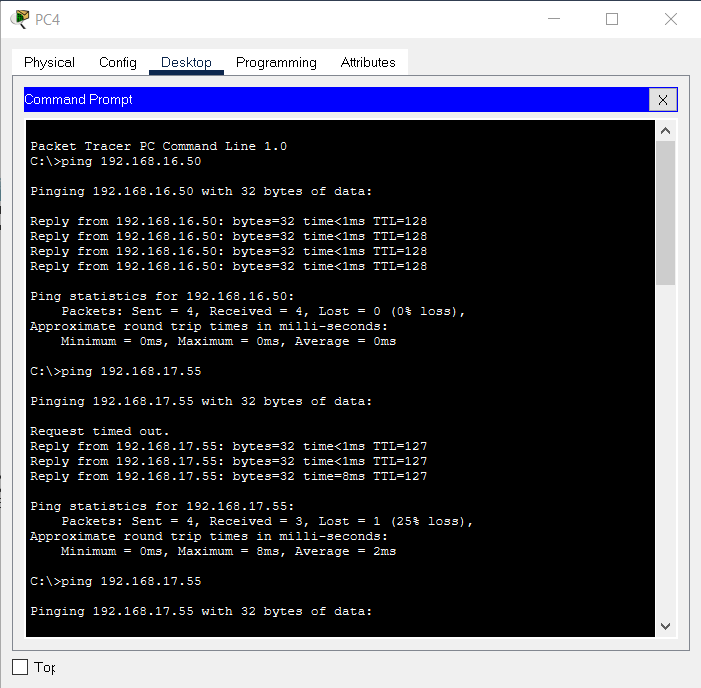 PC4
Physical Config Desktop Programming Attributes
Command Prompt X
Packet Tracer PC Command Line 1.0
C:\>ping 192.168.16.50
Pinging 192.168.16.50 with 32 bytes of data:
Reply from 192.168.16.50: bytes=32 time<1ms TTL=128
Reply from 192.168.16.50: bytes=32 time<1ms TTL=128
Reply from 192.168.16.50: bytes=32 time<1ms TTL=128
Reply from 192.168.16.50: bytes=32 time<1ms TTL=128
Ping statistics for 192.168.16.50:
Packets: Sent = 4, Received = 4, Lost = 0 (0% loss),
Approximate round trip times in milli-seconds:
Minimum = 0ms, Maximum = 0ms, Average = 0ms
C:\>ping 192.168.17.55
Pinging 192.168.17.55 with 32 bytes of data:
Request timed out.
Reply from 192.168.17.55: bytes=32 time<1ms TTL=127
Reply from 192.168.17.55: bytes=32 time<1ms TTL=127
Reply from 192.168.17.55: bytes=32 time=8ms TTL=127
Ping statistics for 192.168.17.55:
Packets: Sent = 4, Received = 3, Lost = 1 (25% loss),
Approximate round trip times in milli-seconds:
Minimum = 0ms, Maximum = 8ms, Average = 2ms
C:\>ping 192.168.17.55
Pinging 192.168.17.55 with 32 bytes of data:
Top